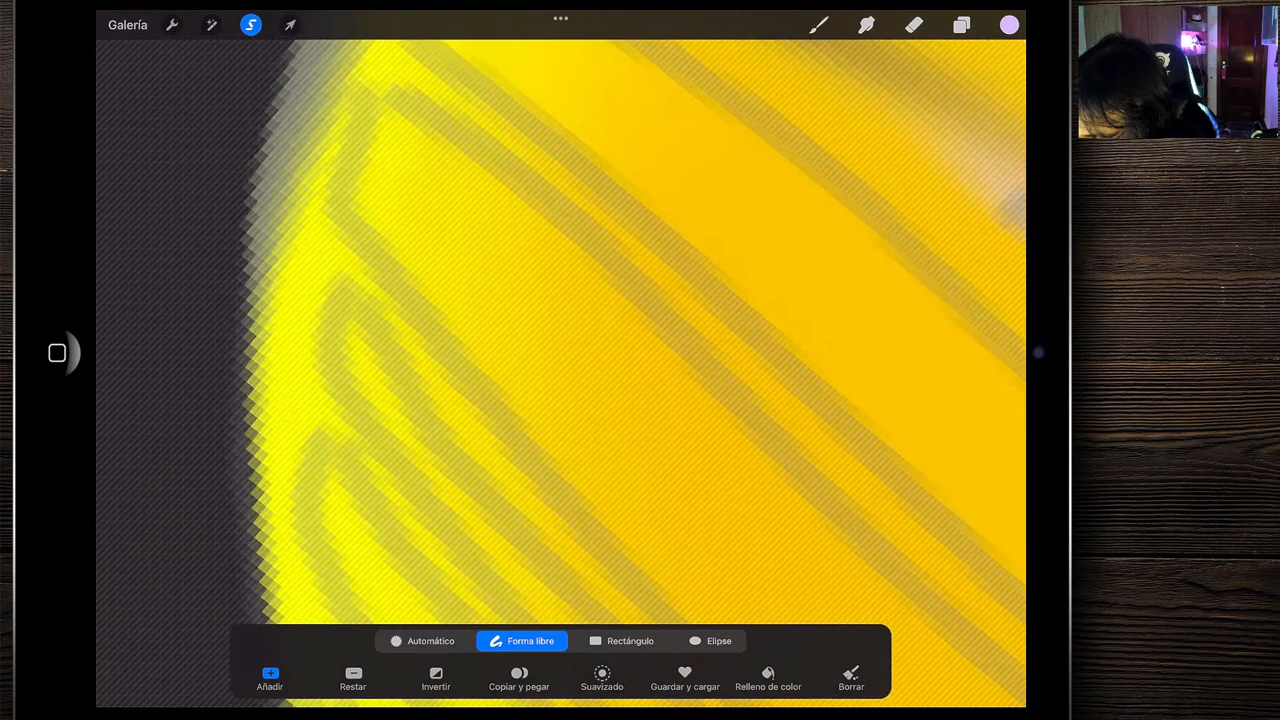 Galería
Automático Forma libre Rectángulo Elipse
Añadir Restar Invertir Copiar y pegar Suavizado Guardar y cargar Relleno de color Borrar